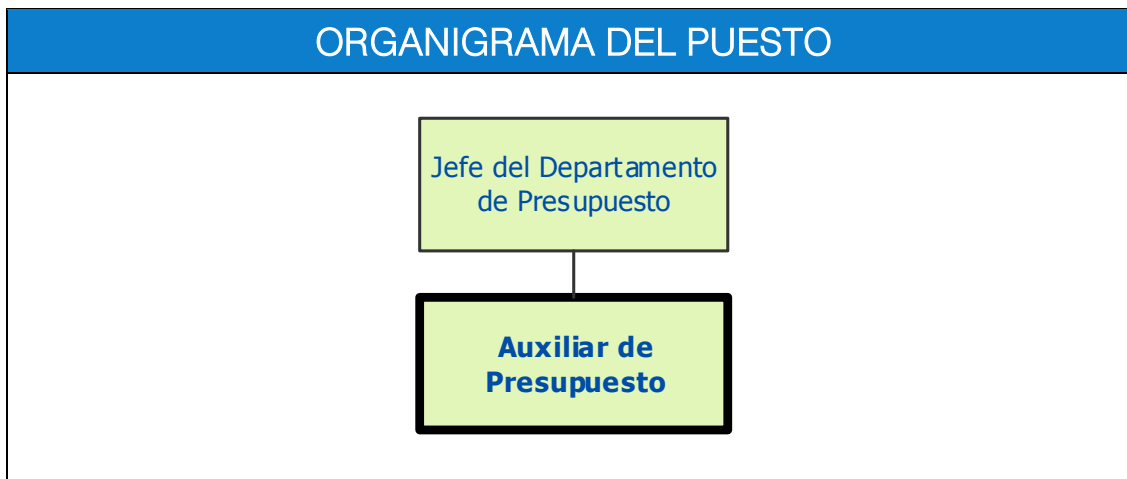 ORGANIGRAMA DEL PUESTO
Jefe del Departamento
de Presupuesto
Auxiliar de
Presupuesto